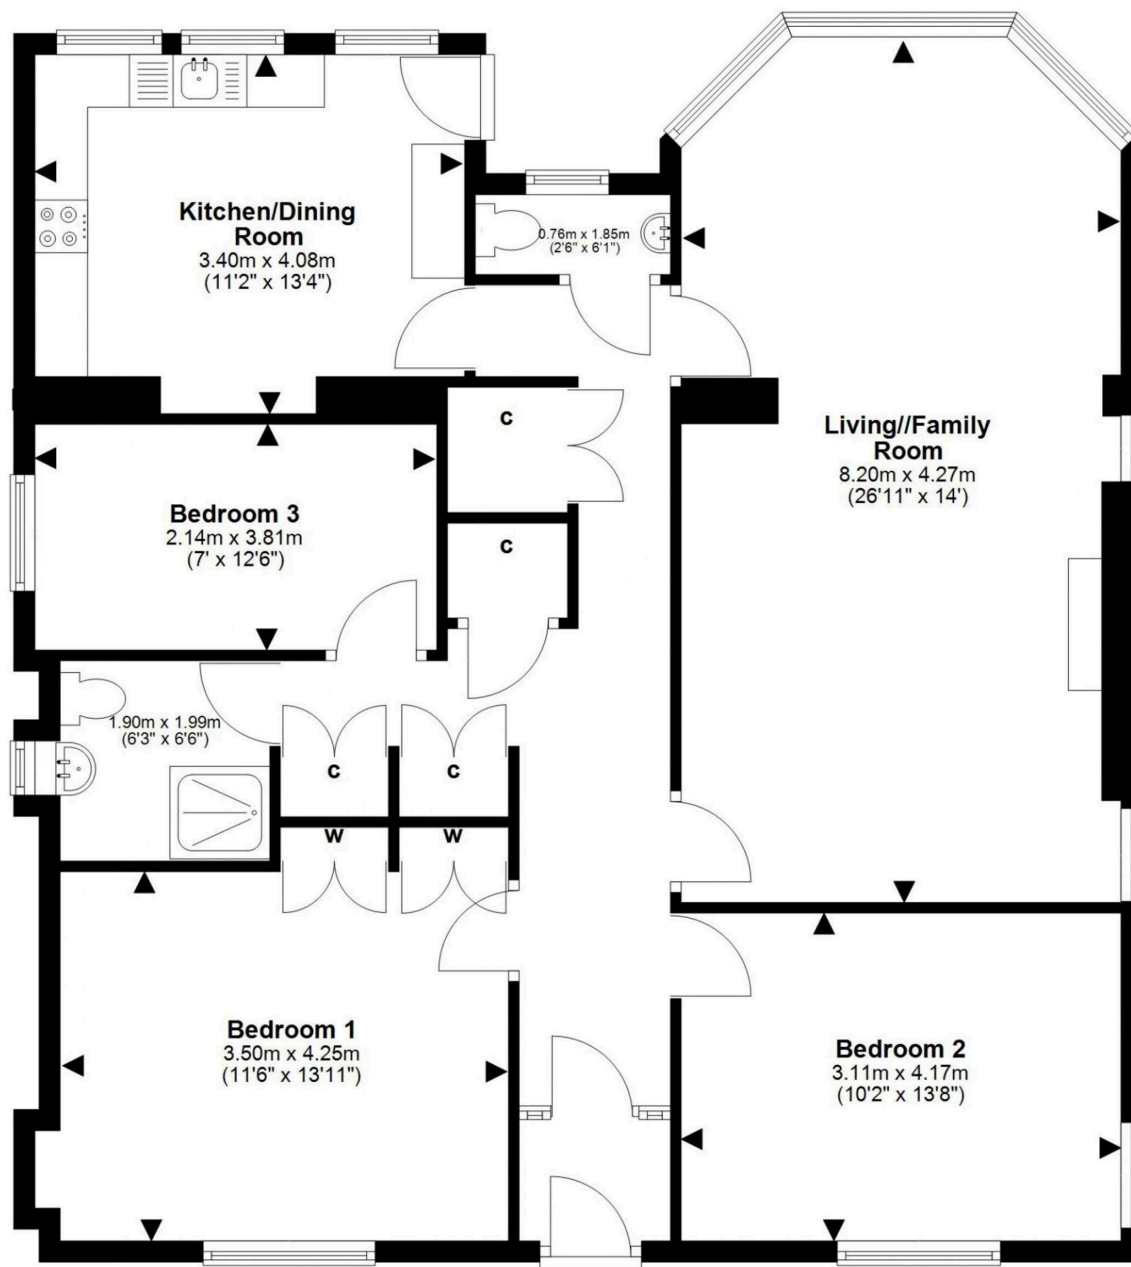 Kitchen/Dining
Room
3.40m x 4.08m
(11'2" x 13'4")
0.76m x 1.85m
(2'6" x 6'1")
Living//Family
Room
8.20m x 4.27m
(26'11" x 14')
C
Bedroom 3
2.14m x 3.81m
(7' x 12'6")
C
1.90m x 1.99m
(6'3" x 6'6")
C
C
W
W
Bedroom 1
3.50m x 4.25m
(11'6" x 13'11")
Bedroom 2
3.11m x 4.17m
(10'2" x 13'8")